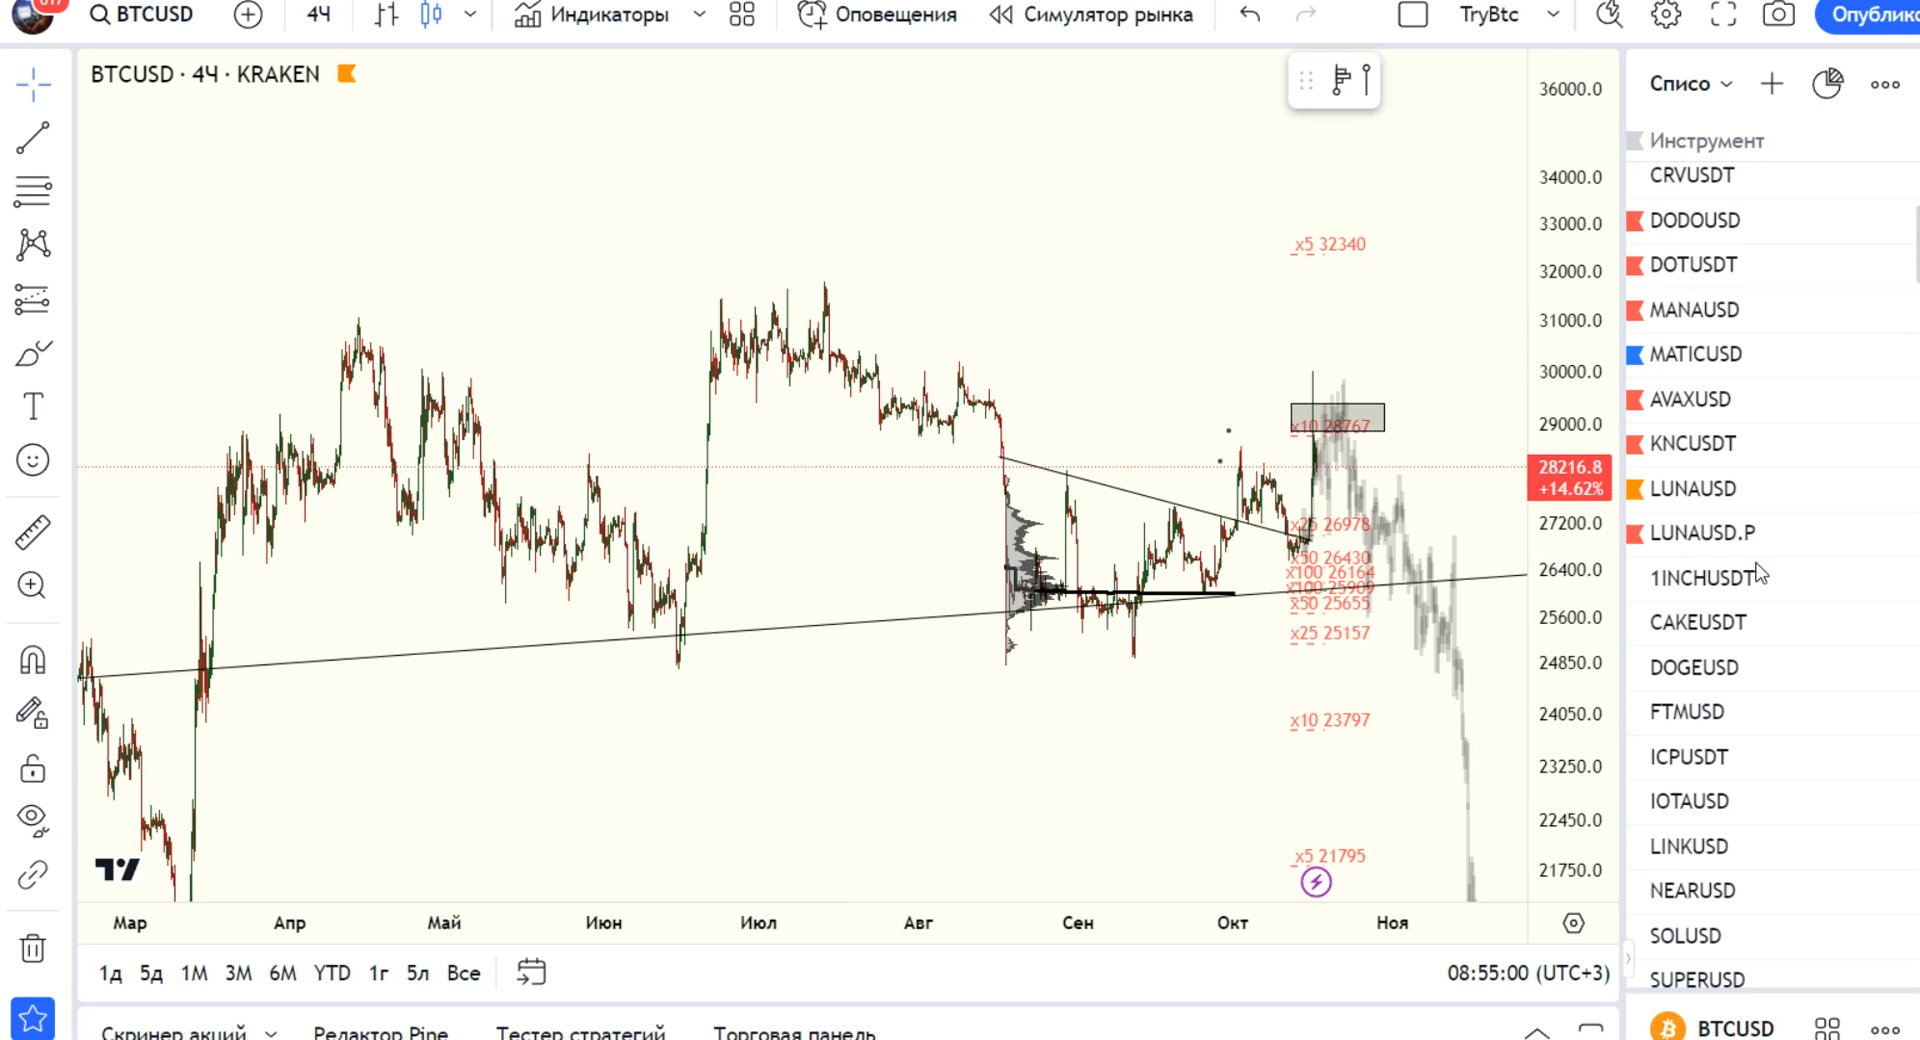 617
BTCUSD
4Ч
Индикаторы
Оповещения
Симулятор рынка
TryBtc
Опублико
BTCUSD · 4Ч · KRAKEN
36000.0
34000.0
33000.0
32000.0
31000.0
30000.0
29000.0
28216.8
+14.62%
27200.0
26400.0
25600.0
24850.0
24050.0
23250.0
22450.0
21750.0
x5 32340
x10 28767
x25 26978
x50 26430
x100 26164
x100 25909
x50 25655
x25 25157
x10 23797
x5 21795
Мар
Апр
Май
Июн
Июл
Авг
Сен
Окт
Ноя
1д
5д
1М
3М
6М
YTD
1г
5л
Все
08:55:00 (UTC+3)
Скринер акций
Редактор Pine
Тестер стратегий
Торговая панель
Списо
Инструмент
CRVUSDT
DODOUSD
DOTUSDT
MANAUSD
MATICUSD
AVAXUSD
KNCUSDT
LUNAUSD
LUNAUSD.P
1INCHUSDT
CAKEUSDT
DOGEUSD
FTMUSD
ICPUSDT
IOTAUSD
LINKUSD
NEARUSD
SOLUSD
SUPERUSD
BTCUSD